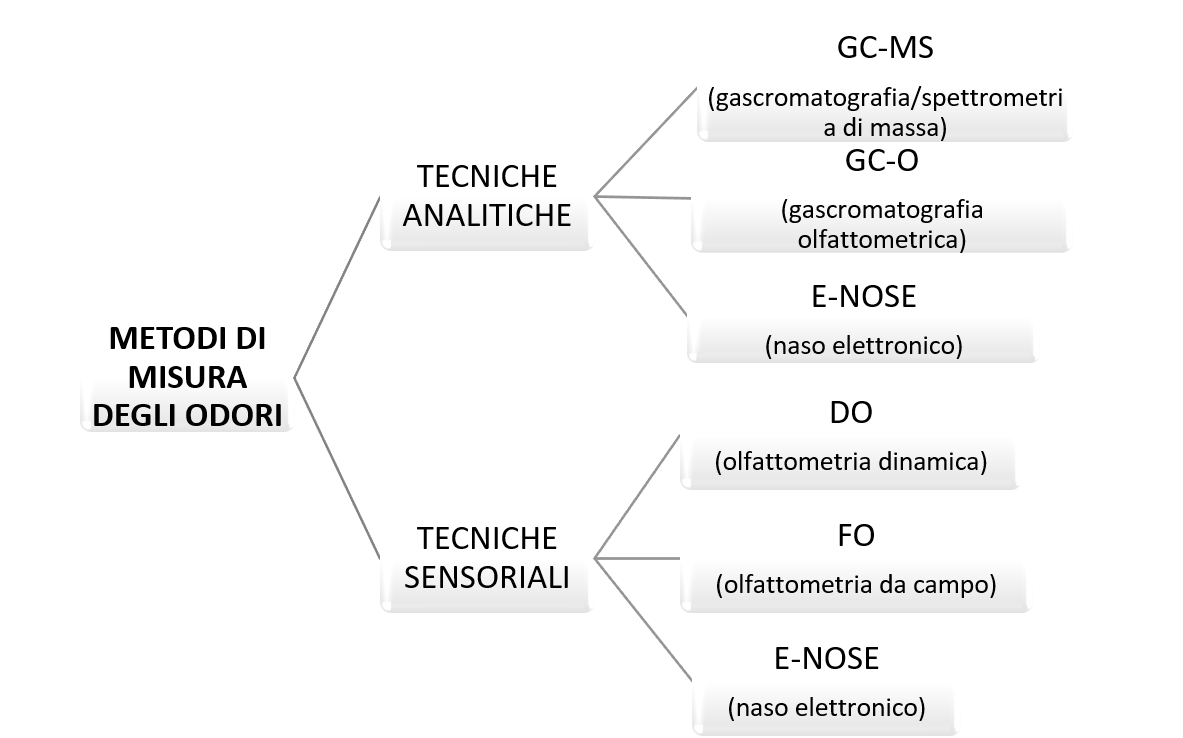 METODI DI
MISURA
DEGLI ODORI
TECNICHE
ANALITICHE
GC-MS
(gascromatografia/spettrometri
a di massa)
GC-O
(gascromatografia
olfattometrica)
E-NOSE
(naso elettronico)
TECNICHE
SENSORIALI
DO
(olfattometria dinamica)
FO
(olfattometria da campo)
E-NOSE
(naso elettronico)